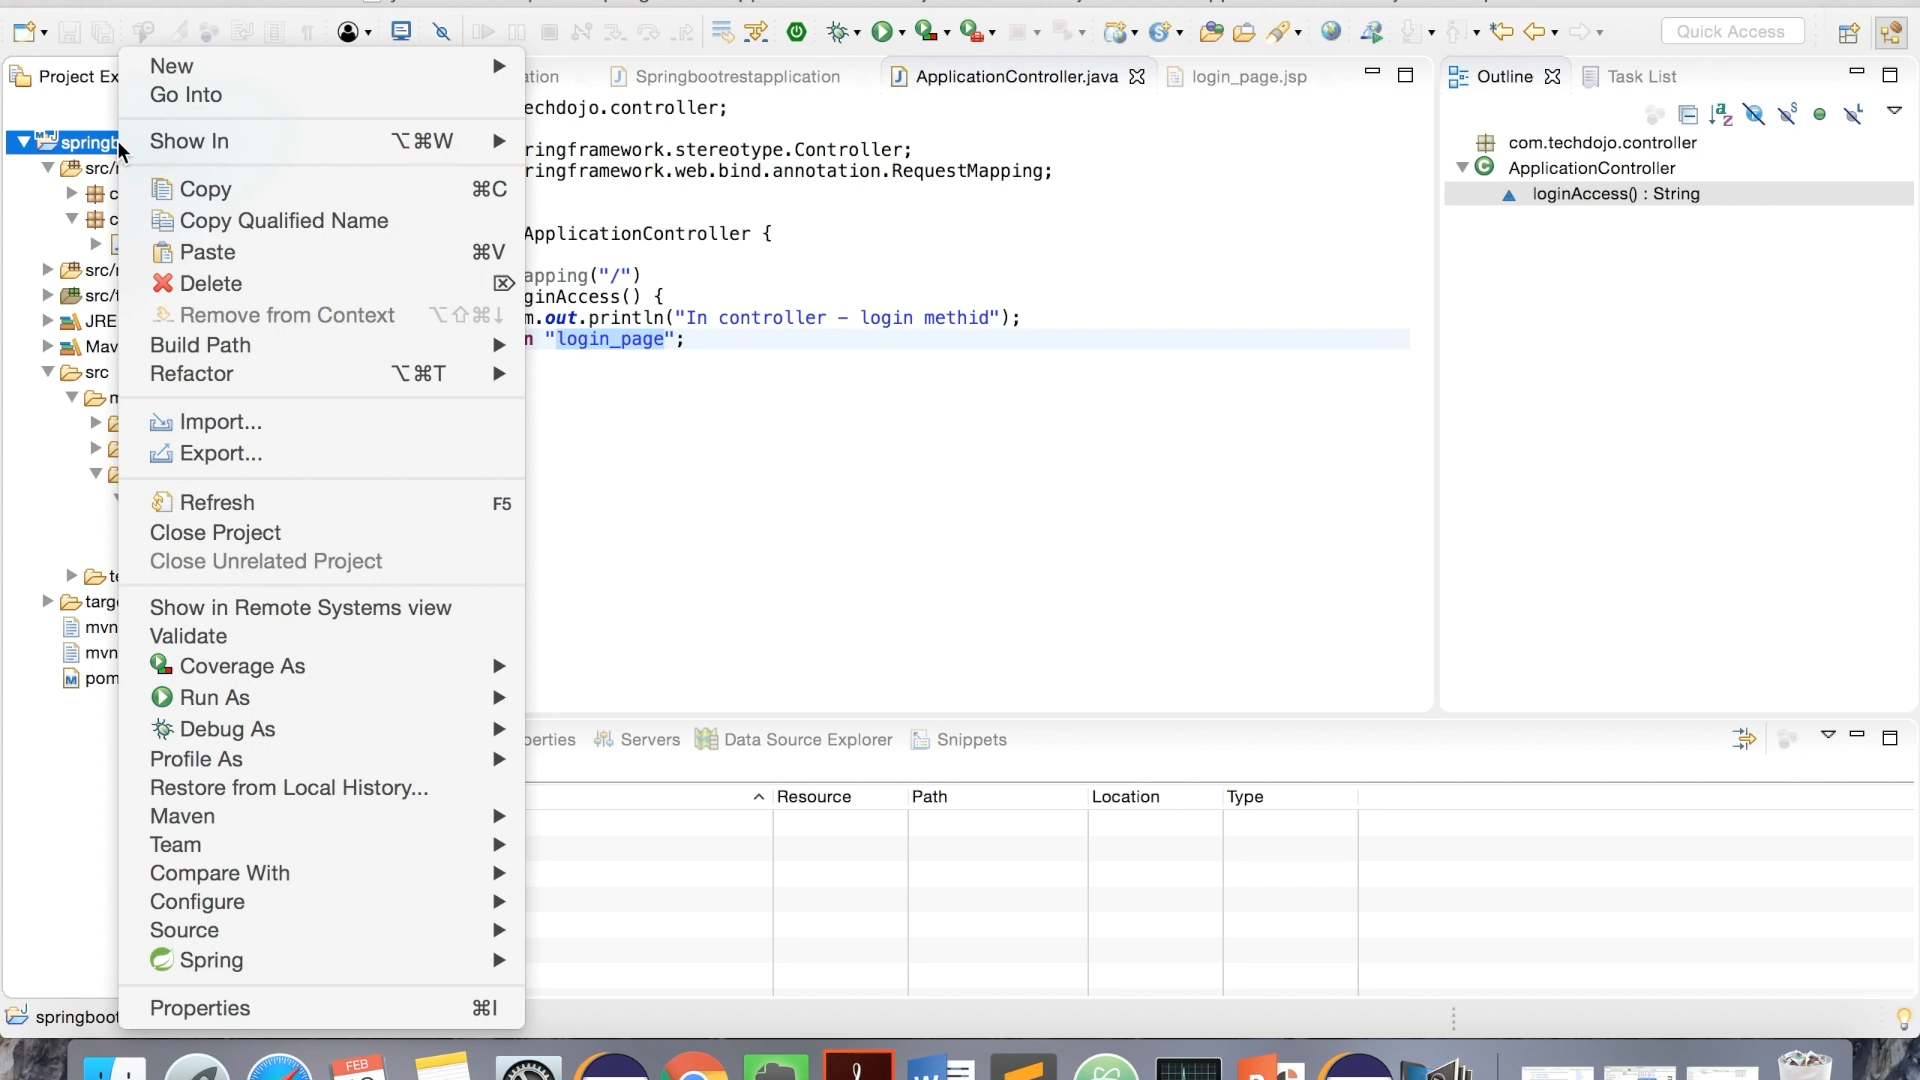 Quick Access
Project Ex
ation
Springbootrestapplication
ApplicationController.java
login_page.jsp
Outline
Task List
springb
src/
JRE
Mav
src
targ
mvn
mvn
pom
New
Go Into
Show In ⌥⌘W
Copy ⌘C
Copy Qualified Name
Paste ⌘V
Delete ⌦
Remove from Context ⌥⇧⌘↓
Build Path
Refactor ⌥⌘T
Import...
Export...
Refresh F5
Close Project
Close Unrelated Project
Show in Remote Systems view
Validate
Coverage As
Run As
Debug As
Profile As
Restore from Local History...
Maven
Team
Compare With
Configure
Source
Spring
Properties ⌘I
echdojo.controller;
ringframework.stereotype.Controller;
ringframework.web.bind.annotation.RequestMapping;
ApplicationController {
apping("/")
ginAccess() {
m.out.println("In controller – login methid");
n "login_page";
com.techdojo.controller
ApplicationController
loginAccess() : String
perties
Servers
Data Source Explorer
Snippets
Resource
Path
Location
Type
springboot
FEB